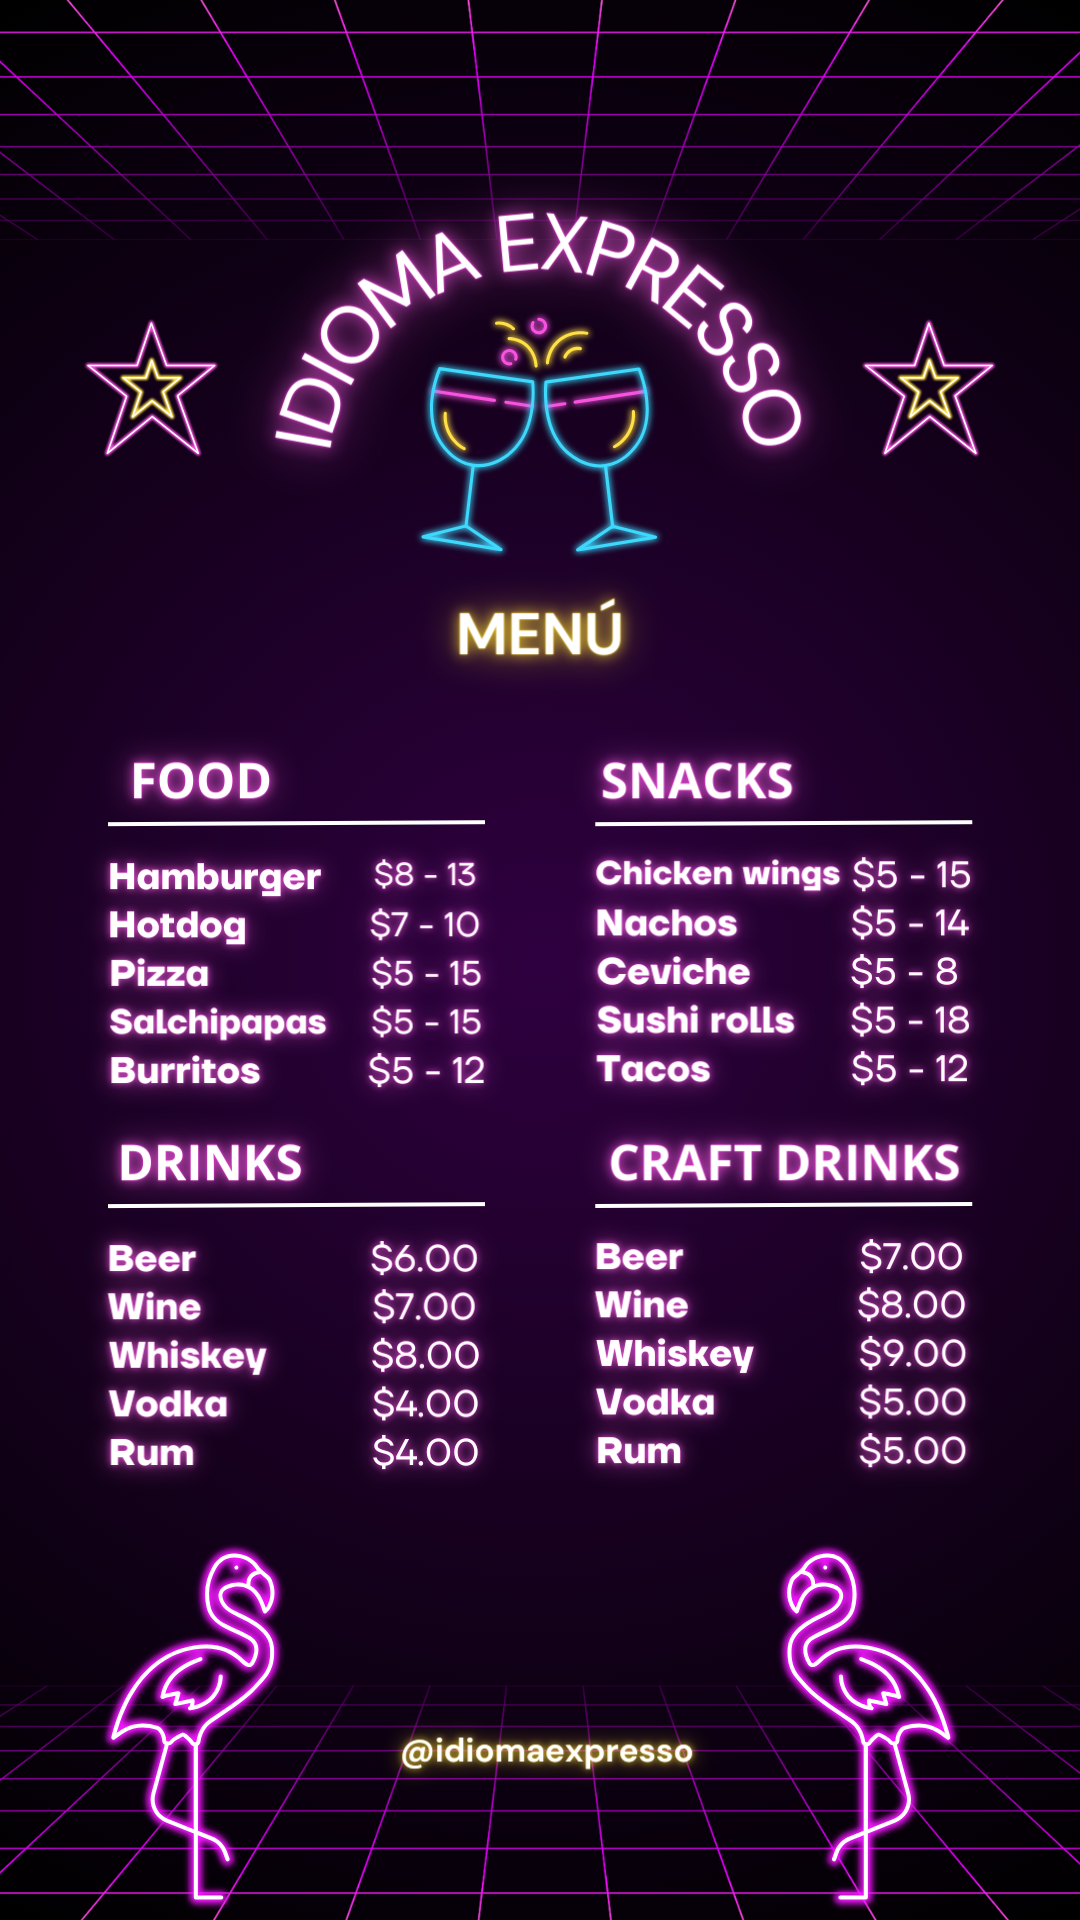 IDIOMA EXPRESSO
MENÚ
FOOD
Hamburger $8 - 13
Hotdog $7 - 10
Pizza $5 - 15
Salchipapas $5 - 15
Burritos $5 - 12
SNACKS
Chicken wings $5 - 15
Nachos $5 - 14
Ceviche $5 - 8
Sushi rolls $5 - 18
Tacos $5 - 12
DRINKS
Beer $6.00
Wine $7.00
Whiskey $8.00
Vodka $4.00
Rum $4.00
CRAFT DRINKS
Beer $7.00
Wine $8.00
Whiskey $9.00
Vodka $5.00
Rum $5.00
@idiomaexpresso